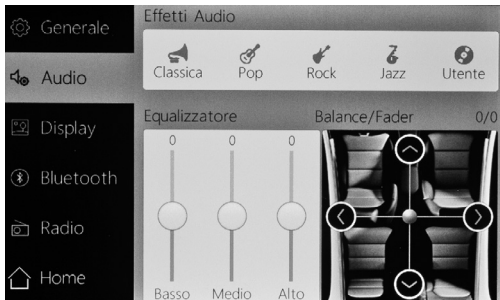 Generale
Audio
Display
Bluetooth
Radio
Home
Effetti Audio
Classica Pop Rock Jazz Utente
Equalizzatore
0 0 0
Basso Medio Alto
Balance/Fader 0/0